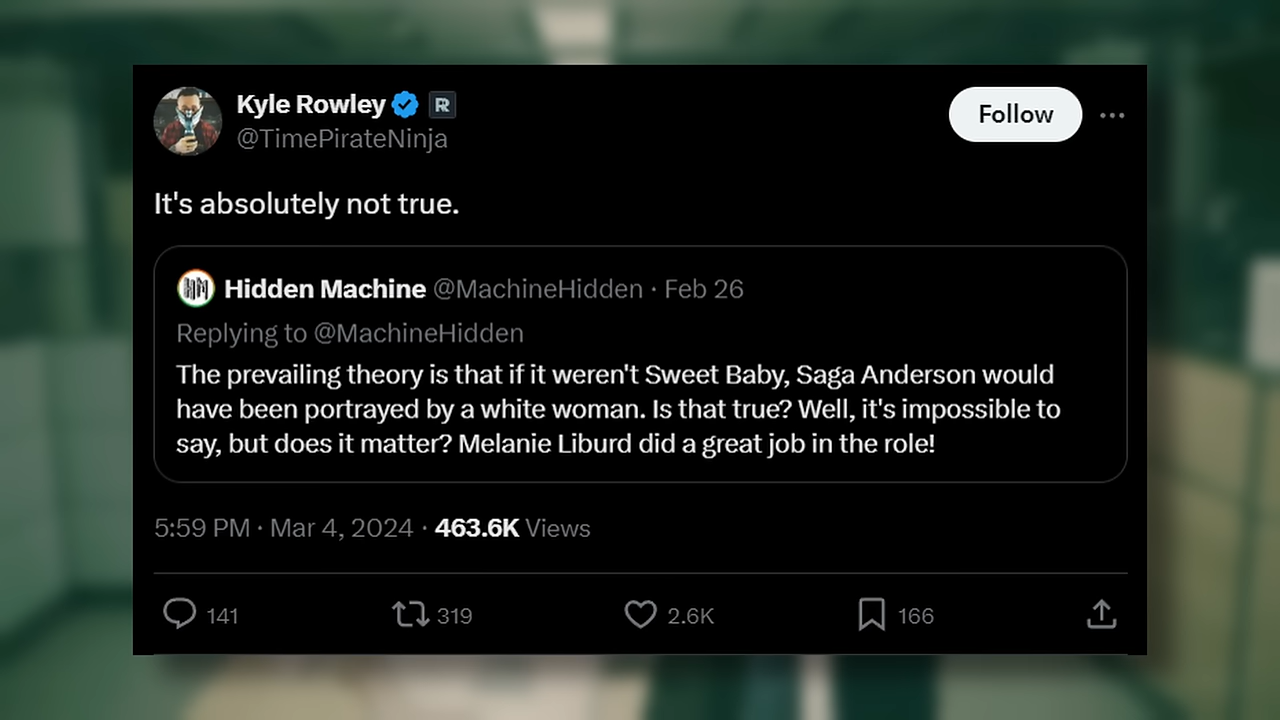 Kyle Rowley
R
Follow
@TimePirateNinja
It's absolutely not true.
HM
Hidden Machine @MachineHidden · Feb 26
Replying to @MachineHidden
The prevailing theory is that if it weren't Sweet Baby, Saga Anderson would
have been portrayed by a white woman. Is that true? Well, it's impossible to
say, but does it matter? Melanie Liburd did a great job in the role!
5:59 PM · Mar 4, 2024 · 463.6K Views
141 319 2.6K 166